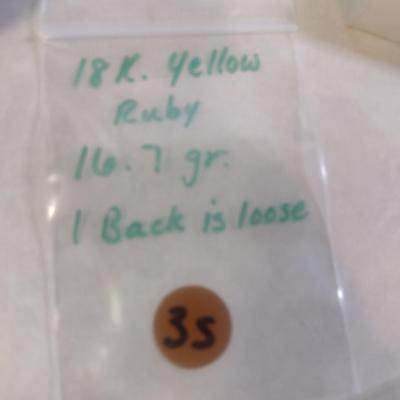 18K. Yellow
Ruby
16.7 gr.
1 Back is loose
3S